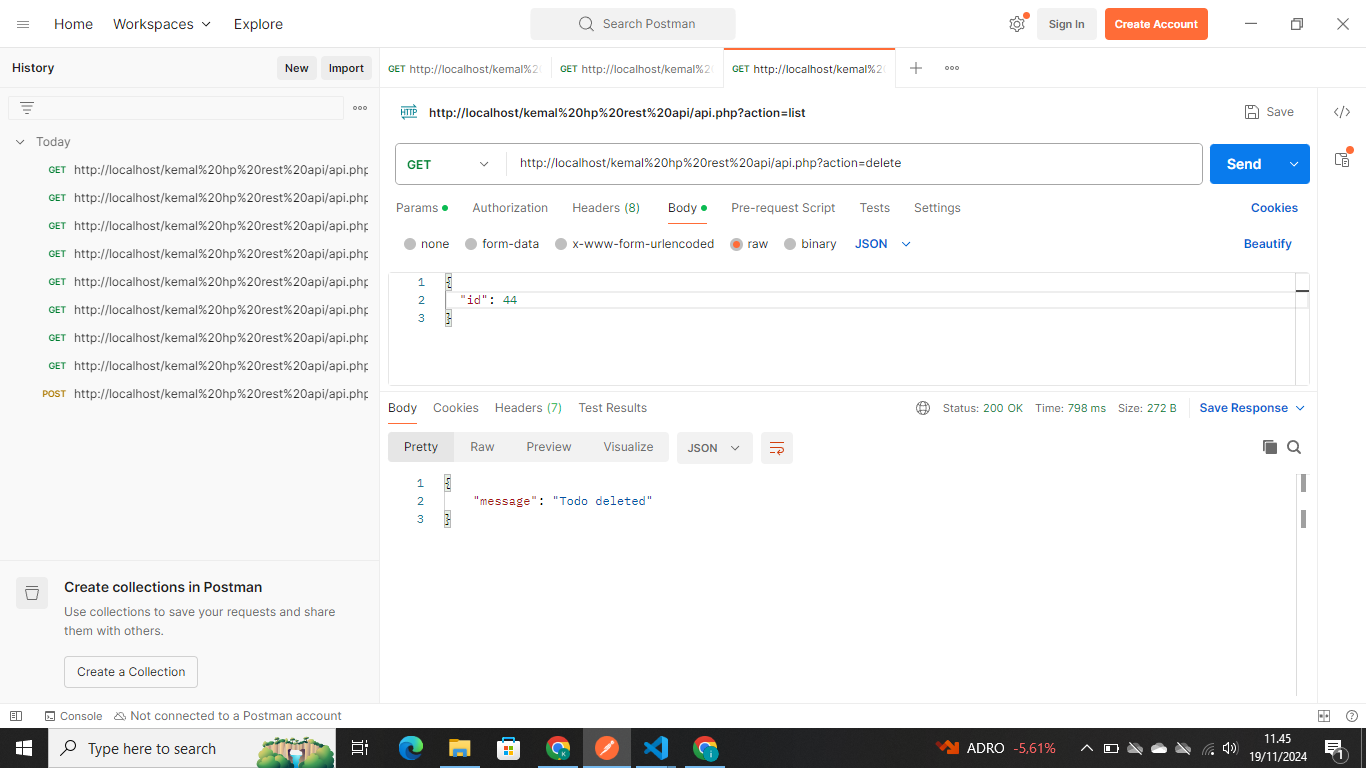 Home Workspaces Explore Search Postman Sign In Create Account
History New Import
GET http://localhost/kemal%20 GET http://localhost/kemal%20 GET http://localhost/kemal%20
Today
GET http://localhost/kemal%20hp%20rest%20api/api.php
GET http://localhost/kemal%20hp%20rest%20api/api.php
GET http://localhost/kemal%20hp%20rest%20api/api.php
GET http://localhost/kemal%20hp%20rest%20api/api.php
GET http://localhost/kemal%20hp%20rest%20api/api.php
GET http://localhost/kemal%20hp%20rest%20api/api.php
GET http://localhost/kemal%20hp%20rest%20api/api.php
GET http://localhost/kemal%20hp%20rest%20api/api.php
POST http://localhost/kemal%20hp%20rest%20api/api.php
Create collections in Postman
Use collections to save your requests and share
them with others.
Create a Collection
HTTP http://localhost/kemal%20hp%20rest%20api/api.php?action=list Save
GET http://localhost/kemal%20hp%20rest%20api/api.php?action=delete Send
Params Authorization Headers (8) Body Pre-request Script Tests Settings Cookies
none form-data x-www-form-urlencoded raw binary JSON Beautify
1 {
2 "id": 44
3 }
Body Cookies Headers (7) Test Results Status: 200 OK Time: 798 ms Size: 272 B Save Response
Pretty Raw Preview Visualize JSON
1 {
2 "message": "Todo deleted"
3 }
Console Not connected to a Postman account
Type here to search ADRO -5,61% 11.45
19/11/2024 1